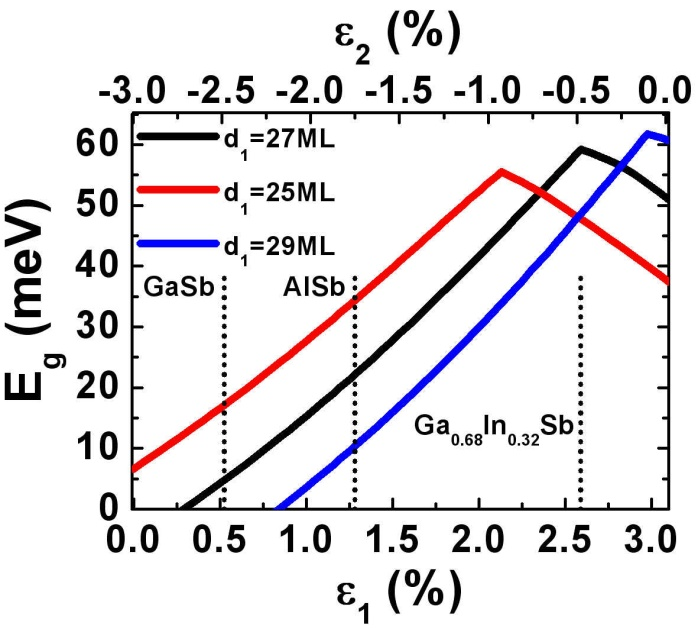 ε₂ (%)
-3.0 -2.5 -2.0 -1.5 -1.0 -0.5 0.0
60
50
40
30
20
10
0
E_g (meV)
d₁=27ML
d₁=25ML
d₁=29ML
GaSb
AlSb
Ga₀.₆₈In₀.₃₂Sb
0.0 0.5 1.0 1.5 2.0 2.5 3.0
ε₁ (%)